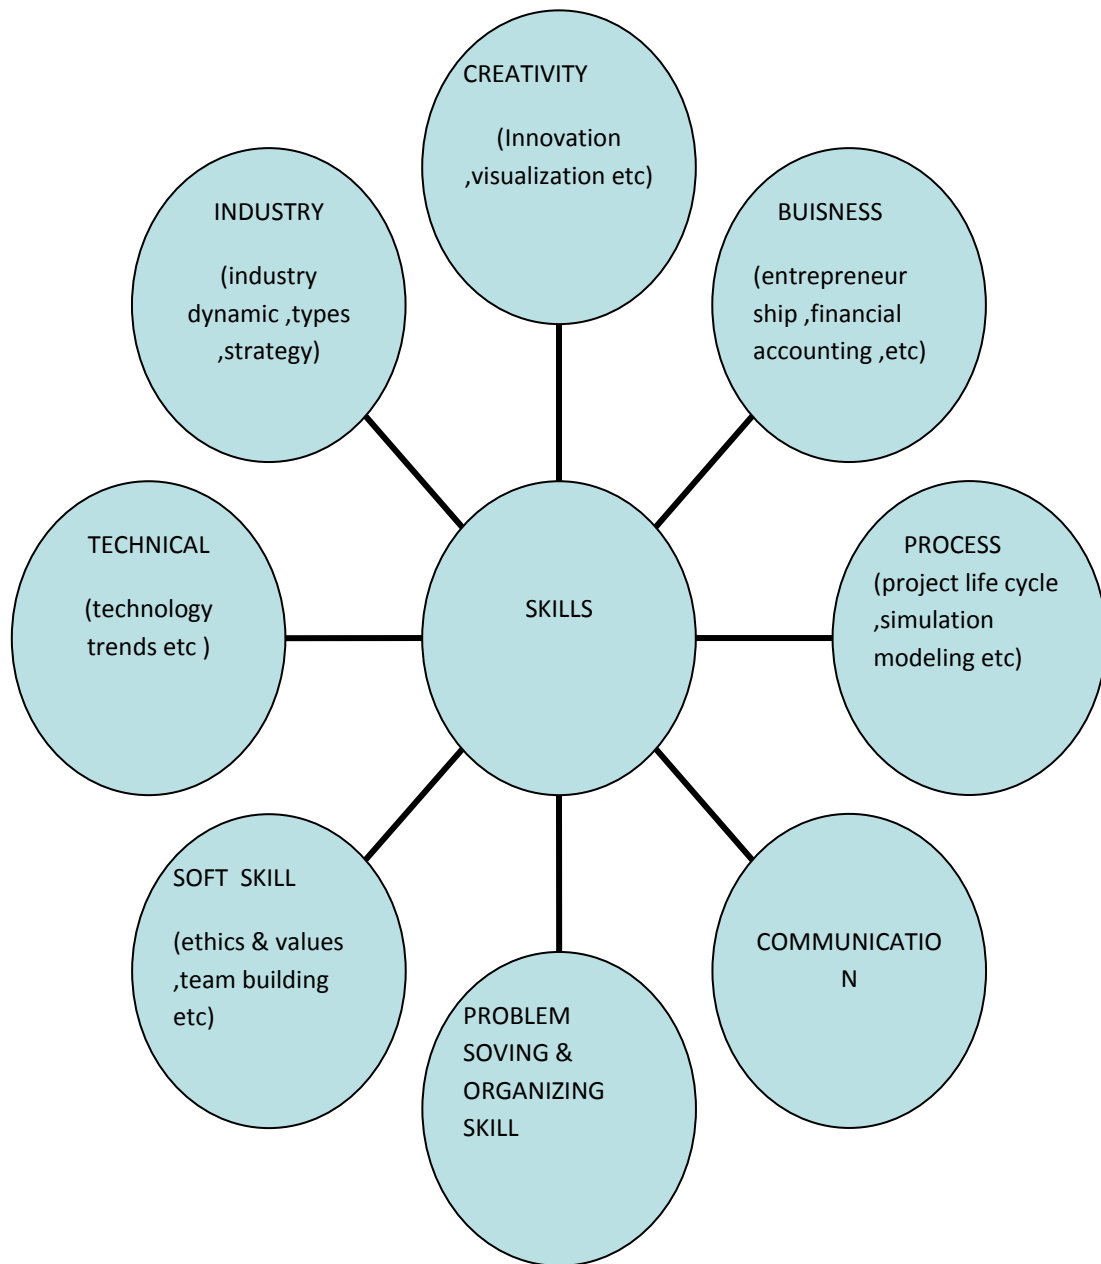 CREATIVITY
(Innovation
,visualization etc)
BUISNESS
(entrepreneur
ship ,financial
accounting ,etc)
PROCESS
(project life cycle
,simulation
modeling etc)
COMMUNICATIO
N
PROBLEM
SOVING &
ORGANIZING
SKILL
SOFT  SKILL
(ethics & values
,team building
etc)
TECHNICAL
(technology
trends etc )
INDUSTRY
(industry
dynamic ,types
,strategy)
SKILLS